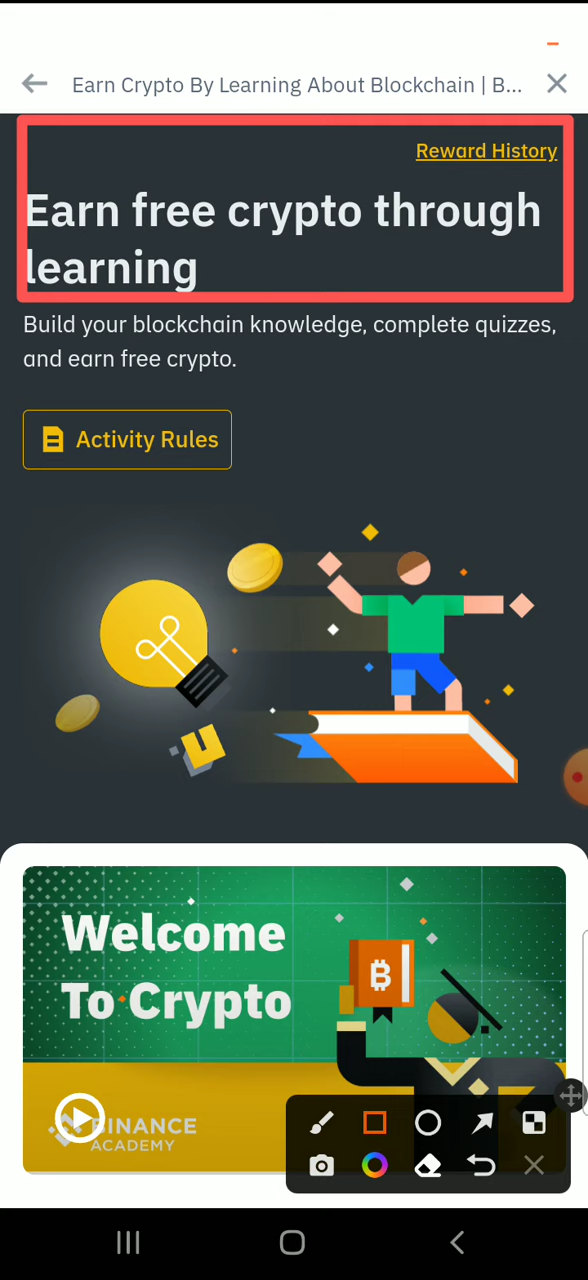 Earn Crypto By Learning About Blockchain | B...
Reward History
Earn free crypto through
learning
Build your blockchain knowledge, complete quizzes,
and earn free crypto.
Activity Rules
Welcome
To Crypto
₿
BINANCE
ACADEMY